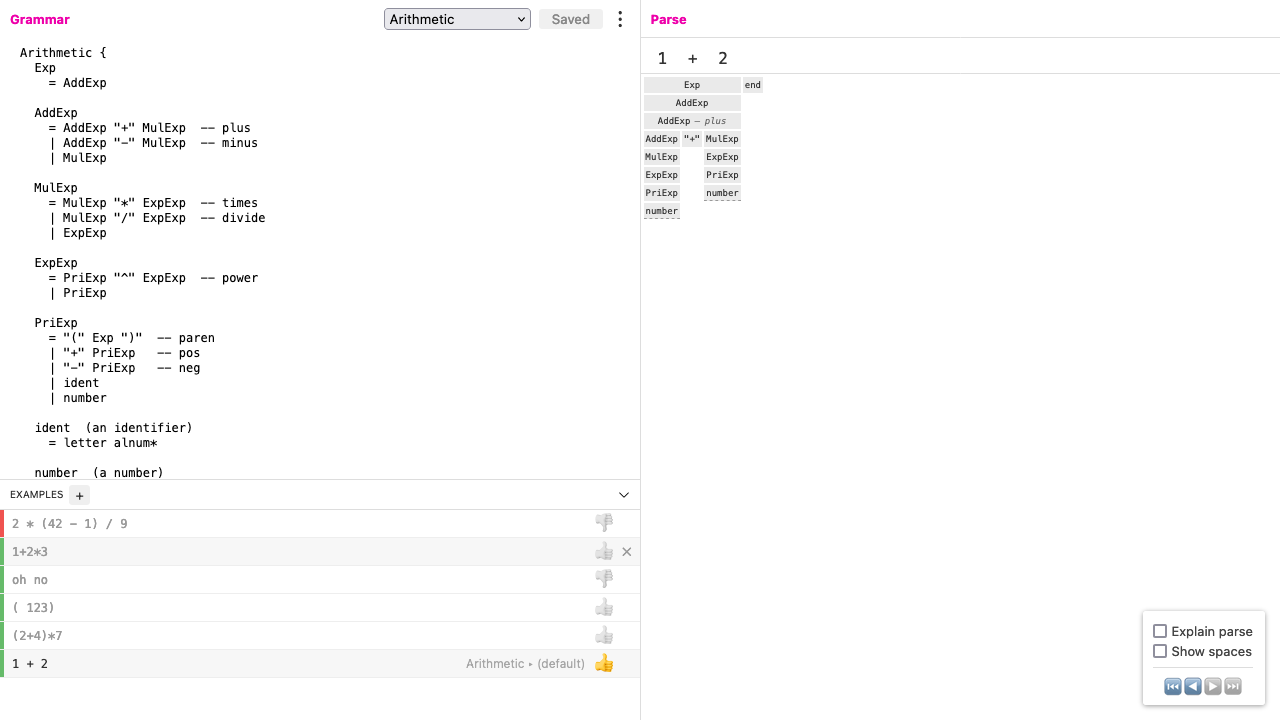 Grammar
Arithmetic
Saved
Parse
Arithmetic {
Exp
= AddExp
AddExp
= AddExp "+" MulExp -- plus
| AddExp "-" MulExp -- minus
| MulExp
MulExp
= MulExp "*" ExpExp -- times
| MulExp "/" ExpExp -- divide
| ExpExp
ExpExp
= PriExp "^" ExpExp -- power
| PriExp
PriExp
= "(" Exp ")" -- paren
| "+" PriExp -- pos
| "-" PriExp -- neg
| ident
| number
ident (an identifier)
= letter alnum*
number (a number)
EXAMPLES +
2 * (42 - 1) / 9
1+2*3
oh no
( 123)
(2+4)*7
1 + 2 Arithmetic ▸ (default)
1 + 2
Exp end
AddExp
AddExp – plus
AddExp "+" MulExp
MulExp ExpExp
ExpExp PriExp
PriExp number
number
Explain parse
Show spaces